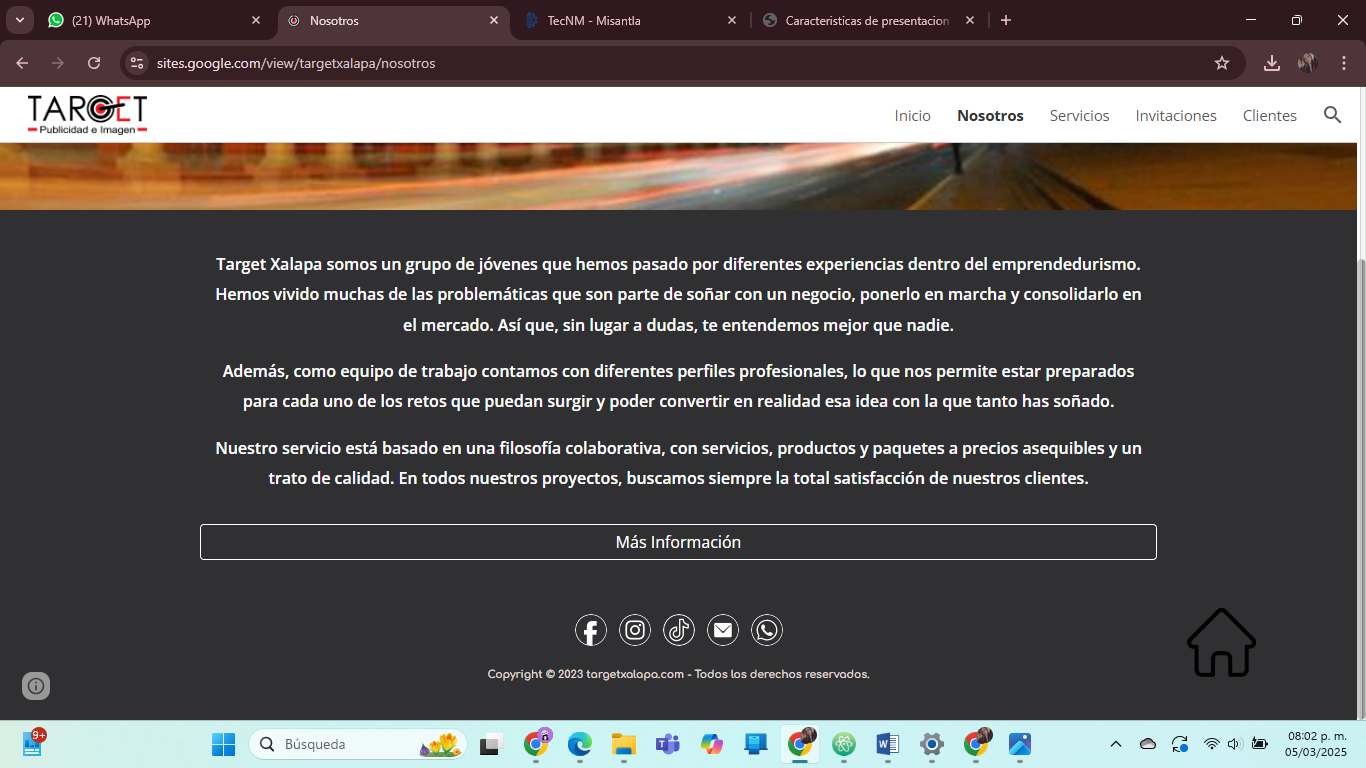 (21) WhatsApp
Nosotros
TecNM - Misantla
Caracteristicas de presentacion
sites.google.com/view/targetxalapa/nosotros
TARGET
Publicidad e Imagen
Inicio
Nosotros
Servicios
Invitaciones
Clientes
Target Xalapa somos un grupo de jóvenes que hemos pasado por diferentes experiencias dentro del emprendedurismo.
Hemos vivido muchas de las problemáticas que son parte de soñar con un negocio, ponerlo en marcha y consolidarlo en
el mercado. Así que, sin lugar a dudas, te entendemos mejor que nadie.
Además, como equipo de trabajo contamos con diferentes perfiles profesionales, lo que nos permite estar preparados
para cada uno de los retos que puedan surgir y poder convertir en realidad esa idea con la que tanto has soñado.
Nuestro servicio está basado en una filosofía colaborativa, con servicios, productos y paquetes a precios asequibles y un
trato de calidad. En todos nuestros proyectos, buscamos siempre la total satisfacción de nuestros clientes.
Más Información
Copyright © 2023 targetxalapa.com - Todos los derechos reservados.
9+
Búsqueda
08:02 p. m.
05/03/2025